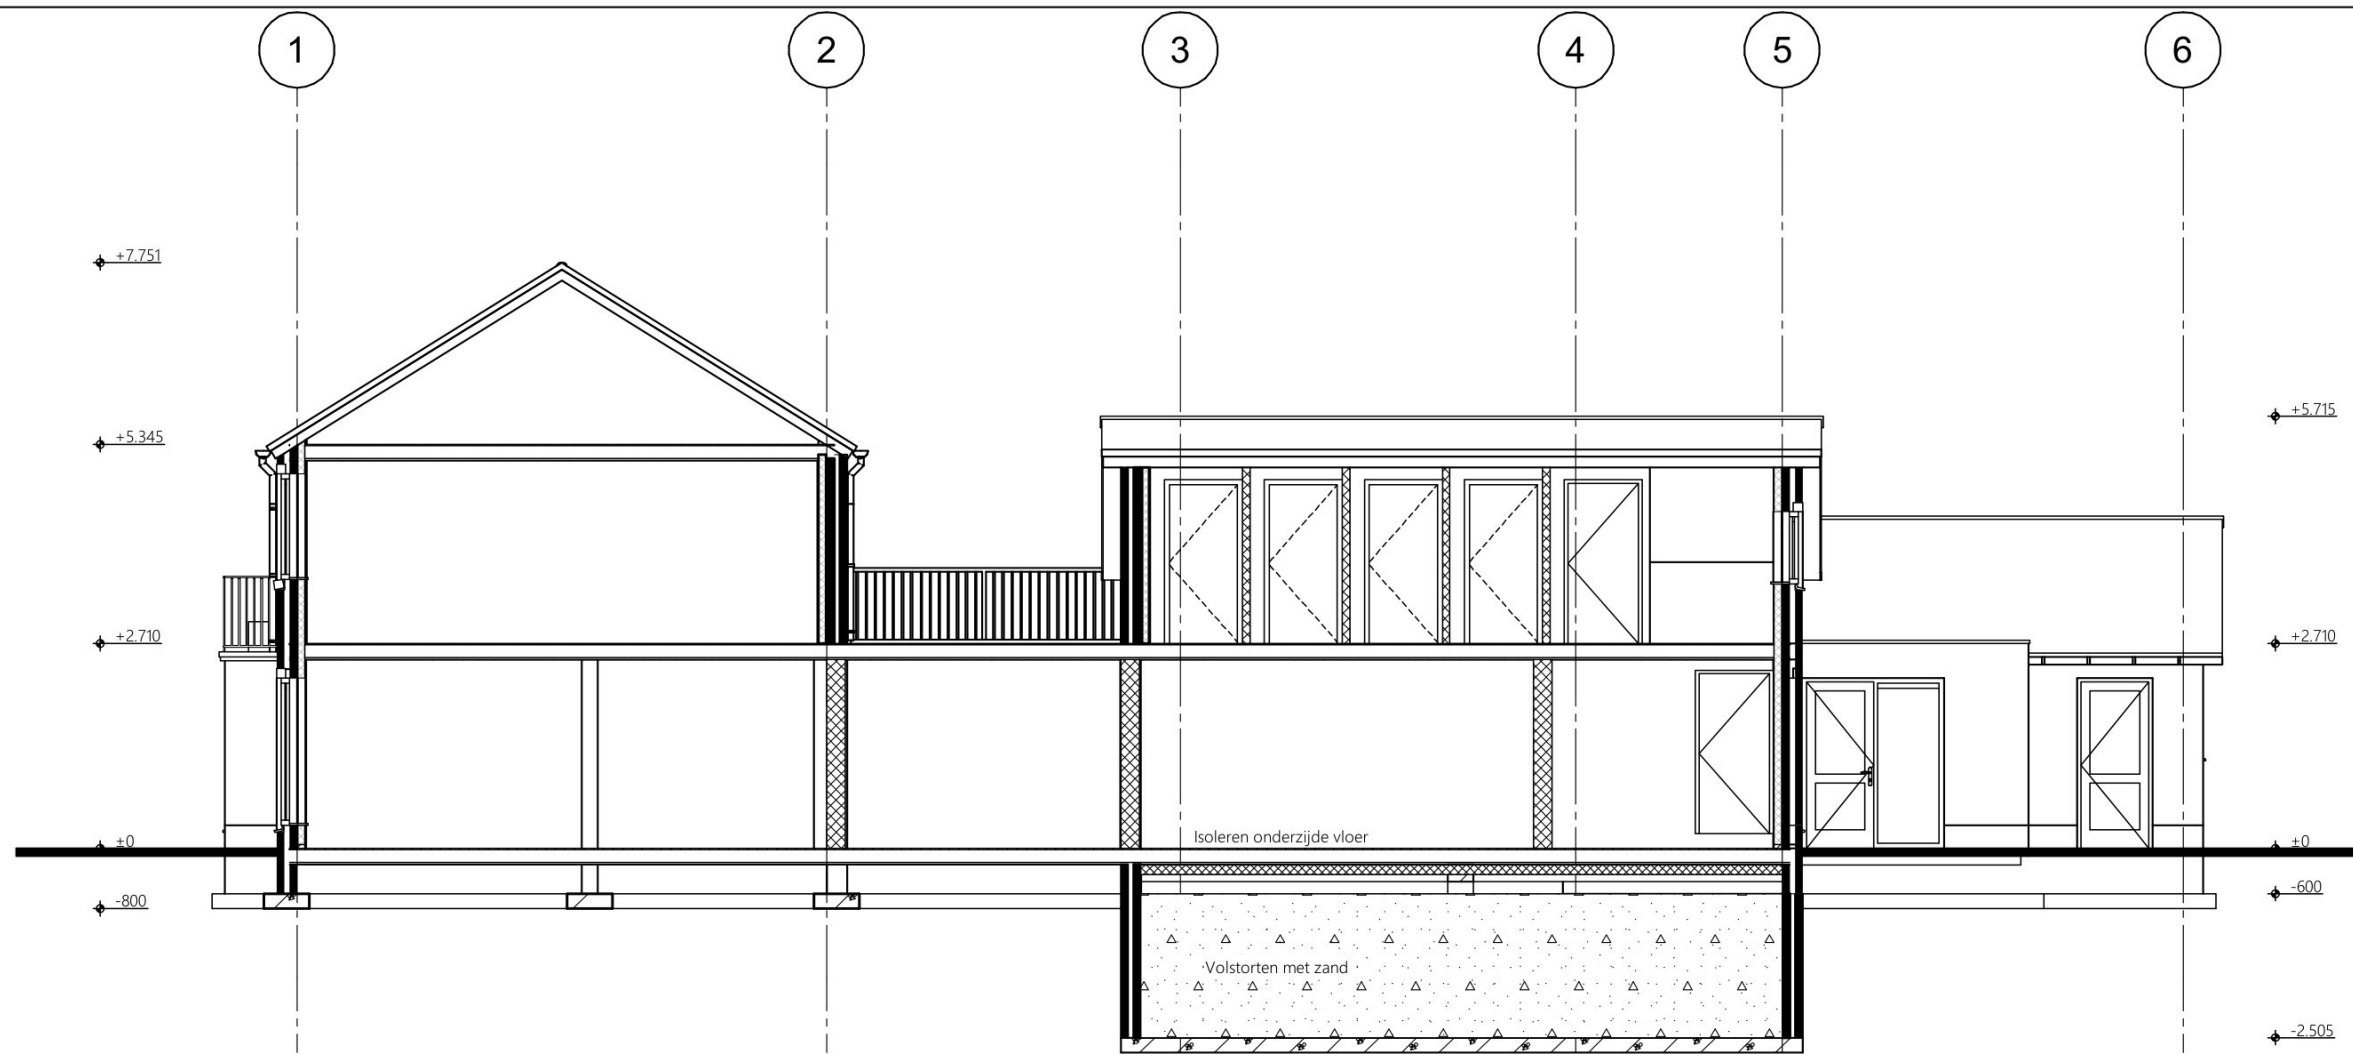 1 2 3 4 5 6
+7.751
+5.345 +5.715
+2.710 +2.710
Isoleren onderzijde vloer
±0 ±0
-800 -600
Volstorten met zand
-2.505